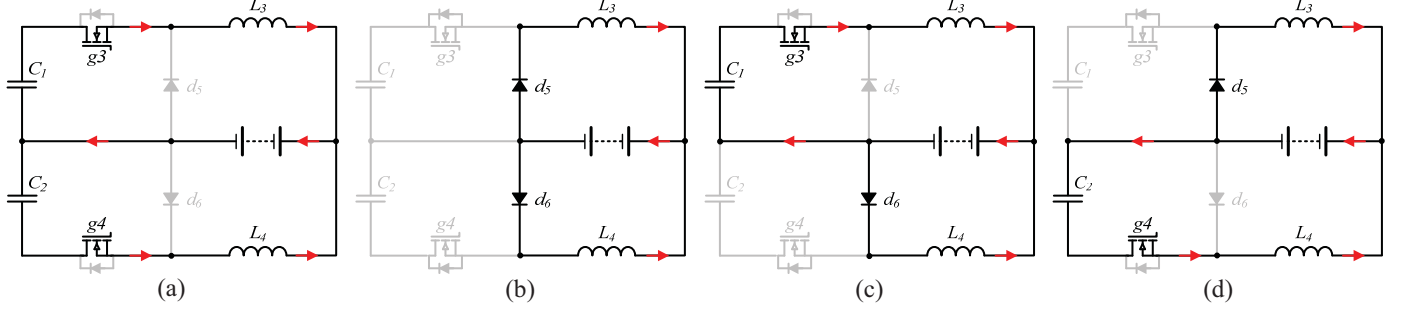 L3 L3 L3 L3
g3 g3 g3 g3
C1 d5 C1 d5 C1 d5 C1 d5
C2 d6 C2 d6 C2 d6 C2 d6
g4 L4 g4 L4 g4 L4 g4 L4
(a) (b) (c) (d)